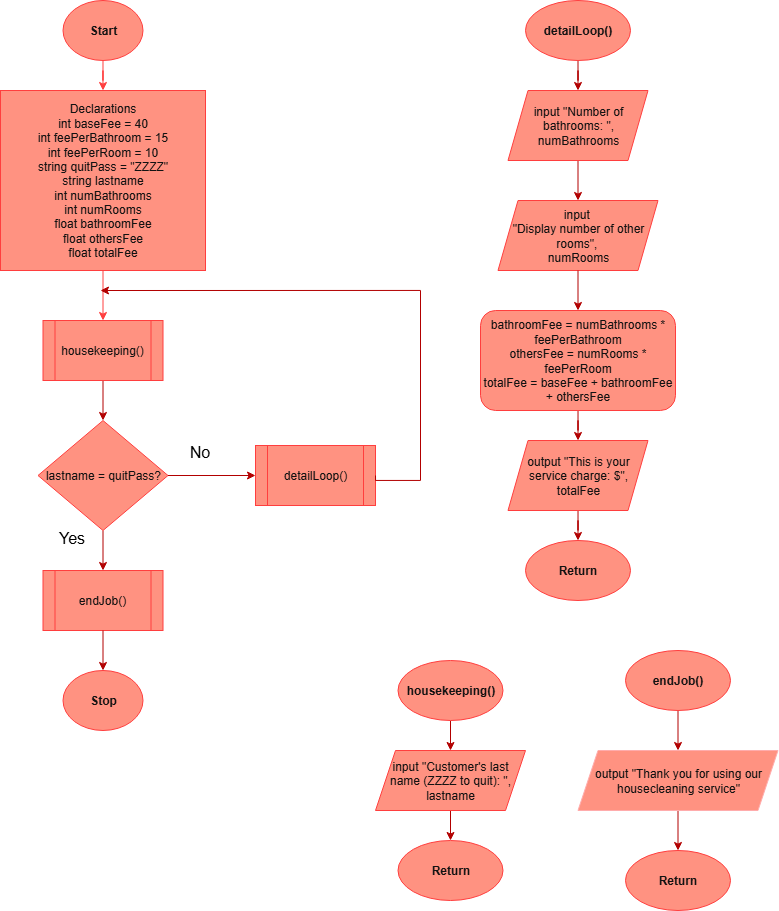 Start
Declarations
int baseFee = 40
int feePerBathroom = 15
int feePerRoom = 10
string quitPass = "ZZZZ"
string lastname
int numBathrooms
int numRooms
float bathroomFee
float othersFee
float totalFee
housekeeping()
lastname = quitPass?
No
detailLoop()
Yes
endJob()
Stop
detailLoop()
input "Number of
bathrooms: ",
numBathrooms
input
"Display number of other
rooms",
numRooms
bathroomFee = numBathrooms *
feePerBathroom
othersFee = numRooms *
feePerRoom
totalFee = baseFee + bathroomFee
+ othersFee
output "This is your
service charge: $",
totalFee
Return
housekeeping()
input "Customer's last
name (ZZZZ to quit): ",
lastname
Return
endJob()
output "Thank you for using our
housecleaning service"
Return